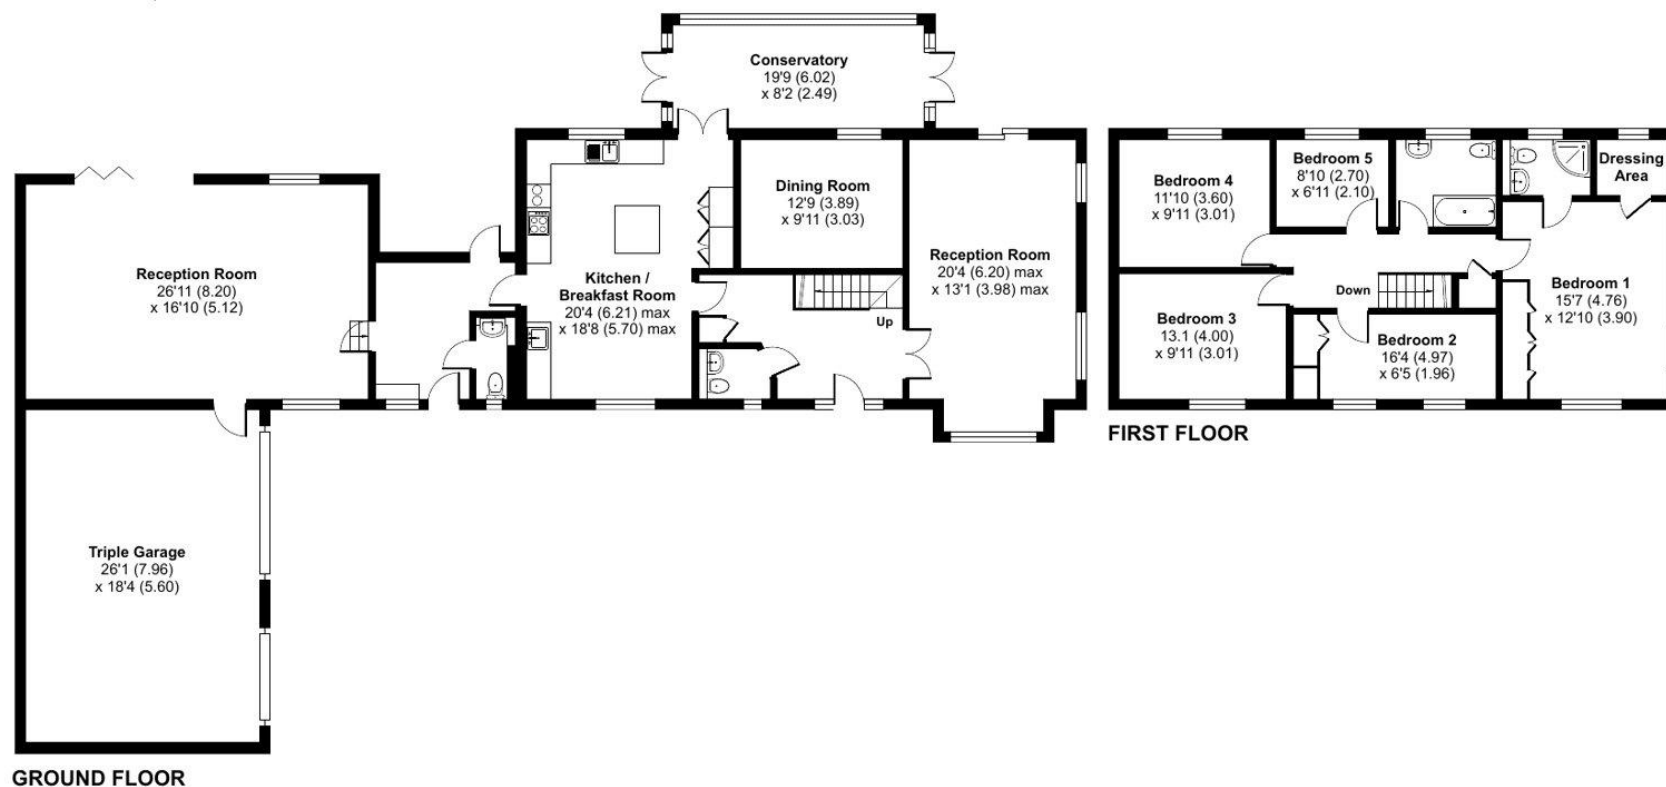 Conservatory
19'9 (6.02)
x 8'2 (2.49)
Reception Room
26'11 (8.20)
x 16'10 (5.12)
Kitchen /
Breakfast Room
20'4 (6.21) max
x 18'8 (5.70) max
Dining Room
12'9 (3.89)
x 9'11 (3.03)
Up
Reception Room
20'4 (6.20) max
x 13'1 (3.98) max
Triple Garage
26'1 (7.96)
x 18'4 (5.60)
GROUND FLOOR
Bedroom 4
11'10 (3.60)
x 9'11 (3.01)
Bedroom 5
8'10 (2.70)
x 6'11 (2.10)
Dressing
Area
Bedroom 3
13.1 (4.00)
x 9'11 (3.01)
Down
Bedroom 2
16'4 (4.97)
x 6'5 (1.96)
Bedroom 1
15'7 (4.76)
x 12'10 (3.90)
FIRST FLOOR